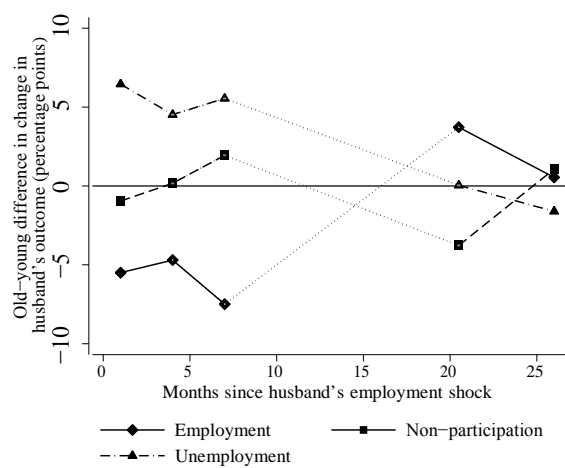 Old−young difference in change in
husband's outcome (percentage points)
10
5
0
−5
−10
0 5 10 15 20 25
Months since husband's employment shock
Employment Non−participation
Unemployment